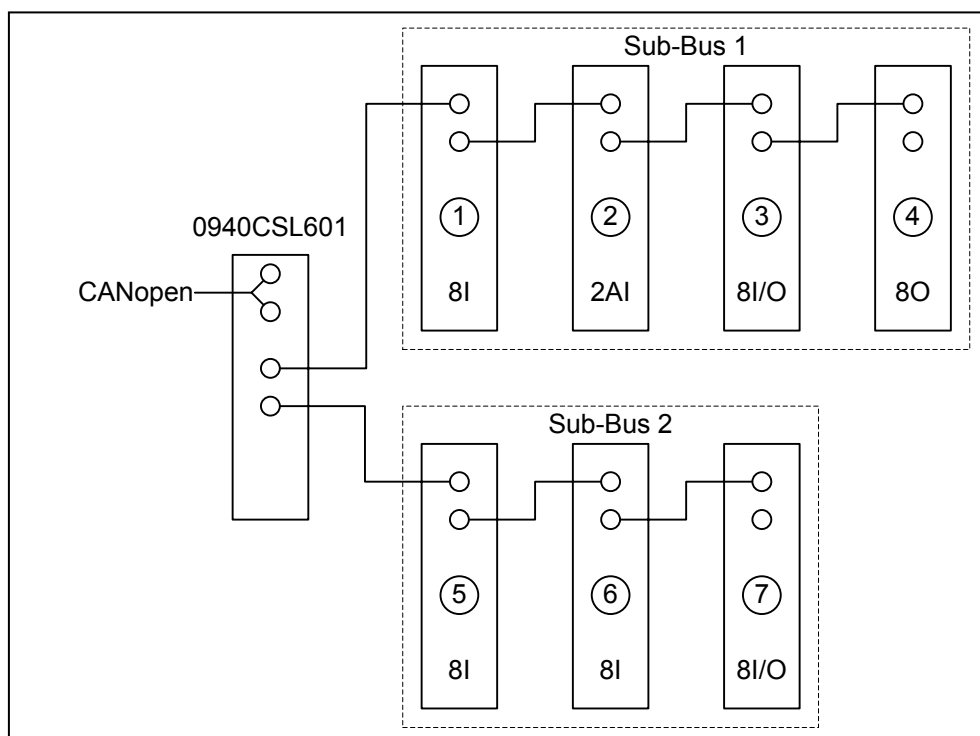 Sub-Bus 1
1
2
3
4
0940CSL601
CANopen
8I
2AI
8I/O
8O
Sub-Bus 2
5
6
7
8I
8I
8I/O